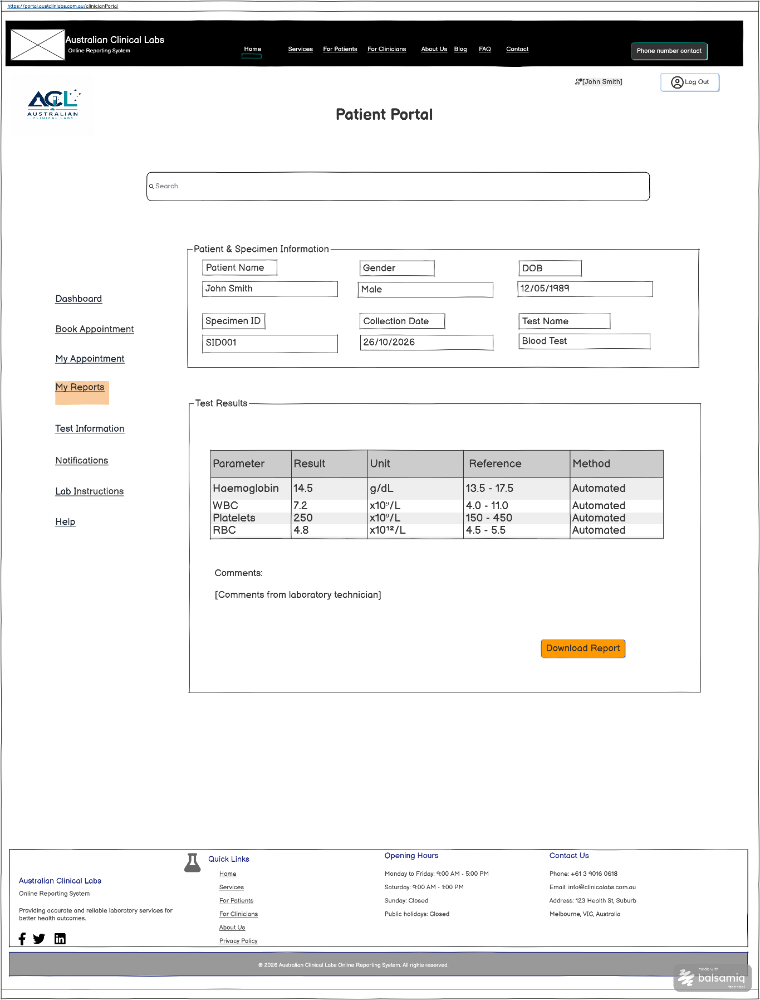 https://portal.austclinlabs.com.au/clinicianPortal
Australian Clinical Labs
Online Reporting System
Home Services For Patients For Clinicians About Us Blog FAQ Contact
Phone number contact
[John Smith]
Log Out
ACL
AUSTRALIAN
CLINICAL LABS
Patient Portal
Search
Patient & Specimen Information
Patient Name Gender DOB
John Smith Male 12/05/1989
Specimen ID Collection Date Test Name
SID001 26/10/2026 Blood Test
Dashboard
Book Appointment
My Appointment
My Reports
Test Information
Notifications
Lab Instructions
Help
Test Results
Parameter Result Unit Reference Method
Haemoglobin 14.5 g/dL 13.5 - 17.5 Automated
WBC 7.2 x10⁹/L 4.0 - 11.0 Automated
Platelets 250 x10⁹/L 150 - 450 Automated
RBC 4.8 x10¹²/L 4.5 - 5.5 Automated
Comments:
[Comments from laboratory technician]
Download Report
Australian Clinical Labs
Online Reporting System
Providing accurate and reliable laboratory services for
better health outcomes.
Quick Links
Home
Services
For Patients
For Clinicians
About Us
Privacy Policy
Opening Hours
Monday to Friday: 9:00 AM - 5:00 PM
Saturday: 9:00 AM - 1:00 PM
Sunday: Closed
Public holidays: Closed
Contact Us
Phone: +61 3 9016 0618
Email: info@clinicalabs.com.au
Address: 123 Health St, Suburb
Melbourne, VIC, Australia
© 2026 Australian Clinical Labs Online Reporting System. All rights reserved.
Made with
balsamiq
free trial